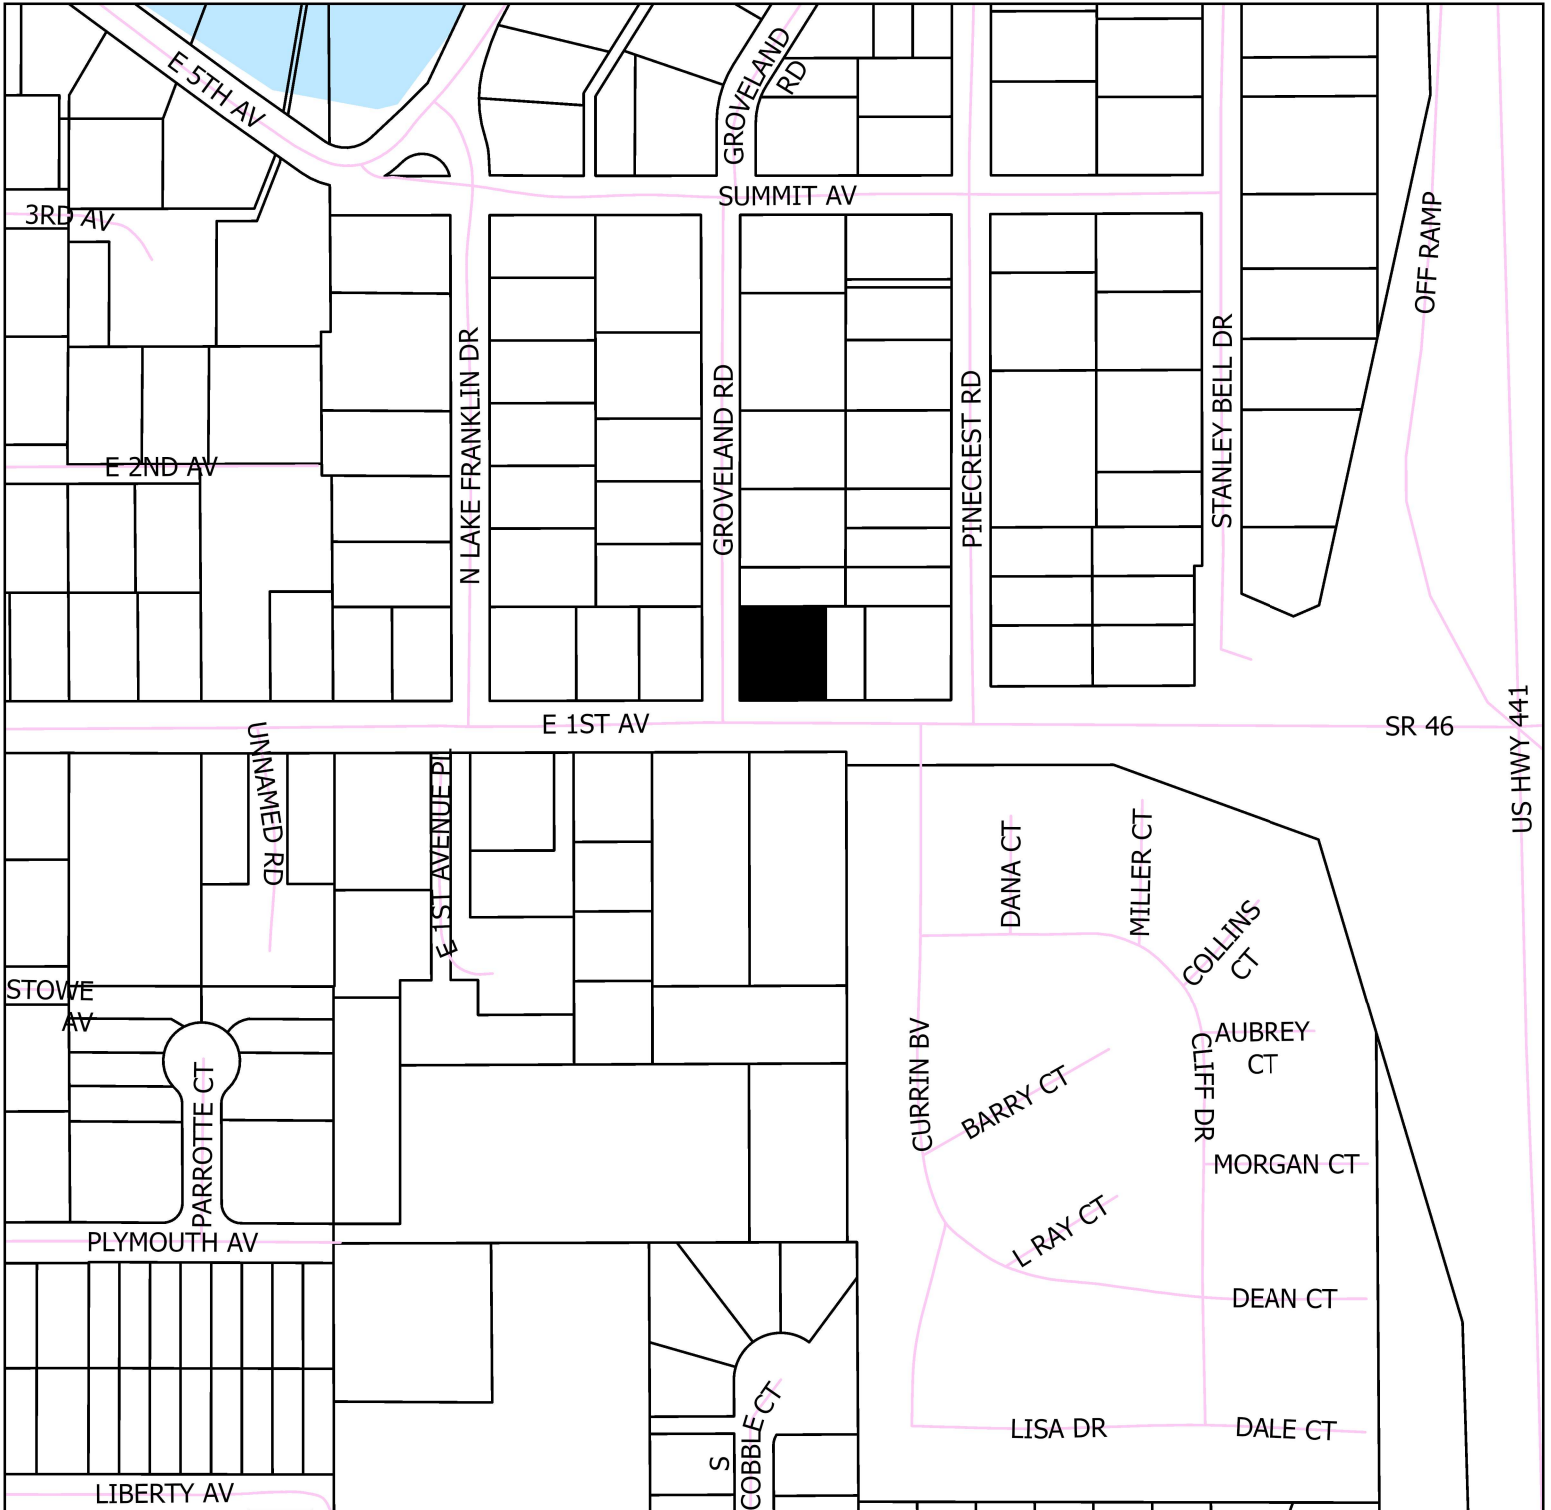 E 5TH AV
GROVELAND
RD
SUMMIT AV
3RD AV
OFF RAMP
N LAKE FRANKLIN DR
GROVELAND RD
PINECREST RD
STANLEY BELL DR
E 2ND AV
E 1ST AV
SR 46
US HWY 441
UNNAMED RD
E 1ST AVENUE PL
DANA CT
MILLER CT
COLLINS
CT
STOWE
AV
AUBREY
CT
CURRIN BV
CLIFF DR
BARRY CT
PARROTTE CT
MORGAN CT
L RAY CT
PLYMOUTH AV
DEAN CT
LISA DR
DALE CT
S
COBBLE CT
LIBERTY AV